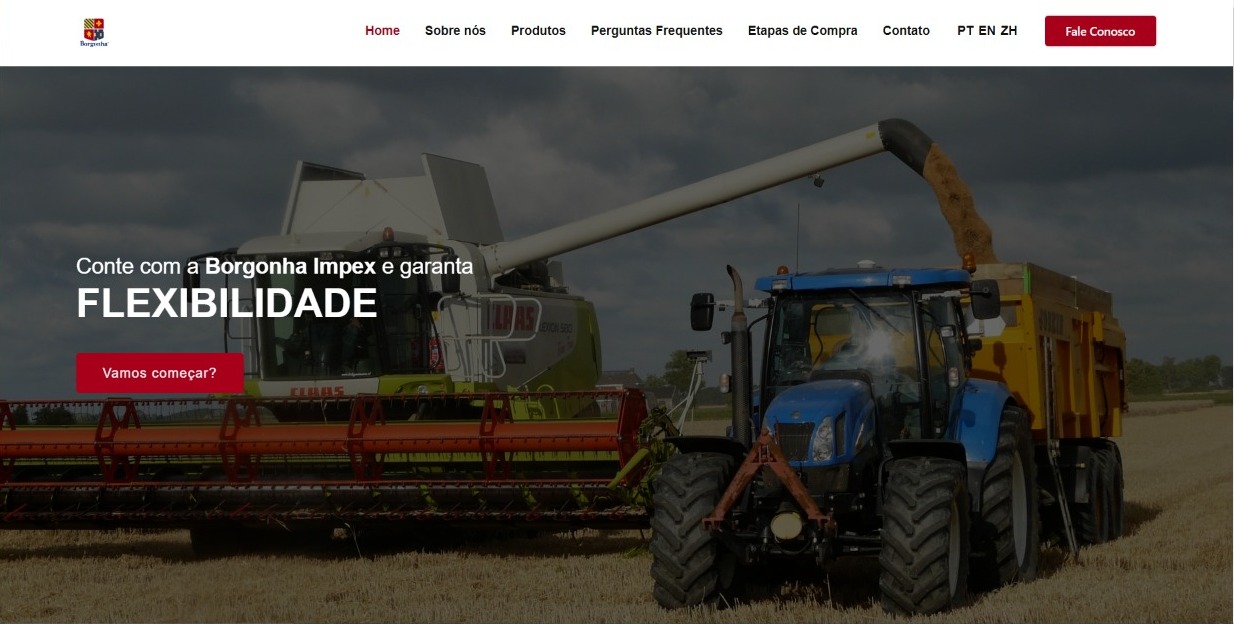 Borgonha
Home
Sobre nós
Produtos
Perguntas Frequentes
Etapas de Compra
Contato
PT EN ZH
Fale Conosco
Conte com a Borgonha Impex e garanta
FLEXIBILIDADE
Vamos começar?
CLAAS
CLAAS